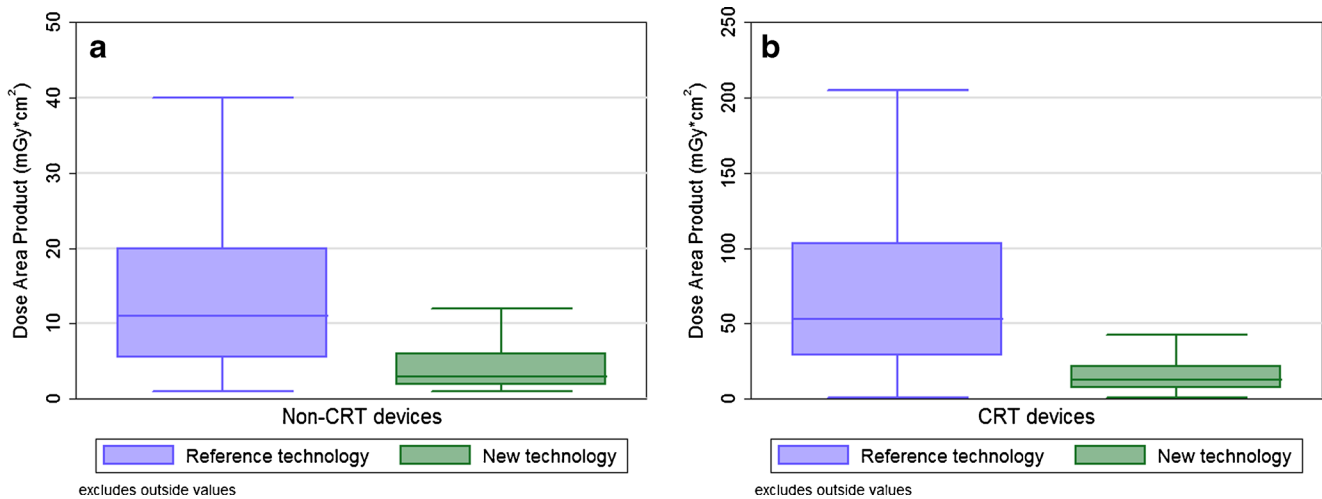 a
50
40
30
20
10
0
Dose Area Product (mGy*cm²)
Non-CRT devices
Reference technology
New technology
excludes outside values
b
250
200
150
100
50
0
Dose Area Product (mGy*cm²)
CRT devices
Reference technology
New technology
excludes outside values